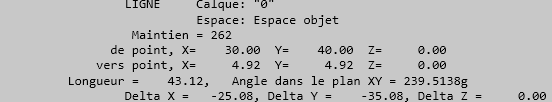 LIGNE Calque: "0"
Espace: Espace objet
Maintien = 262
de point, X= 30.00 Y= 40.00 Z= 0.00
vers point, X= 4.92 Y= 4.92 Z= 0.00
Longueur = 43.12, Angle dans le plan XY = 239.5138g
Delta X = -25.08, Delta Y = -35.08, Delta Z = 0.00